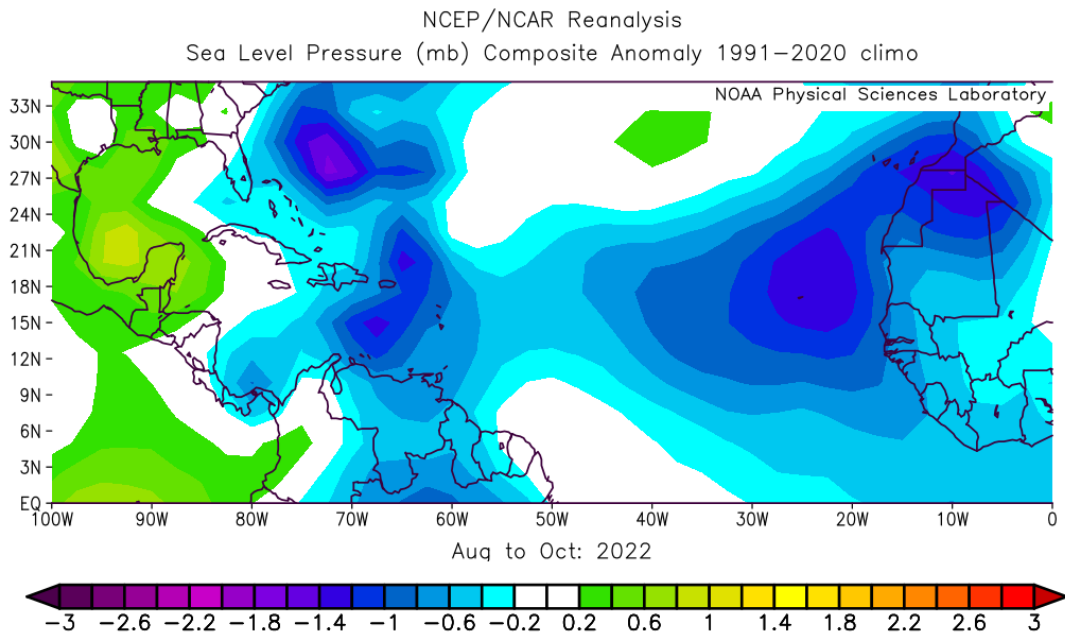 NCEP/NCAR Reanalysis
Sea Level Pressure (mb) Composite Anomaly 1991–2020 climo
NOAA Physical Sciences Laboratory
33N
30N
27N
24N
21N
18N
15N
12N
9N
6N
3N
EQ
100W 90W 80W 70W 60W 50W 40W 30W 20W 10W 0
Aug to Oct: 2022
−3 −2.6 −2.2 −1.8 −1.4 −1 −0.6 −0.2 0.2 0.6 1 1.4 1.8 2.2 2.6 3